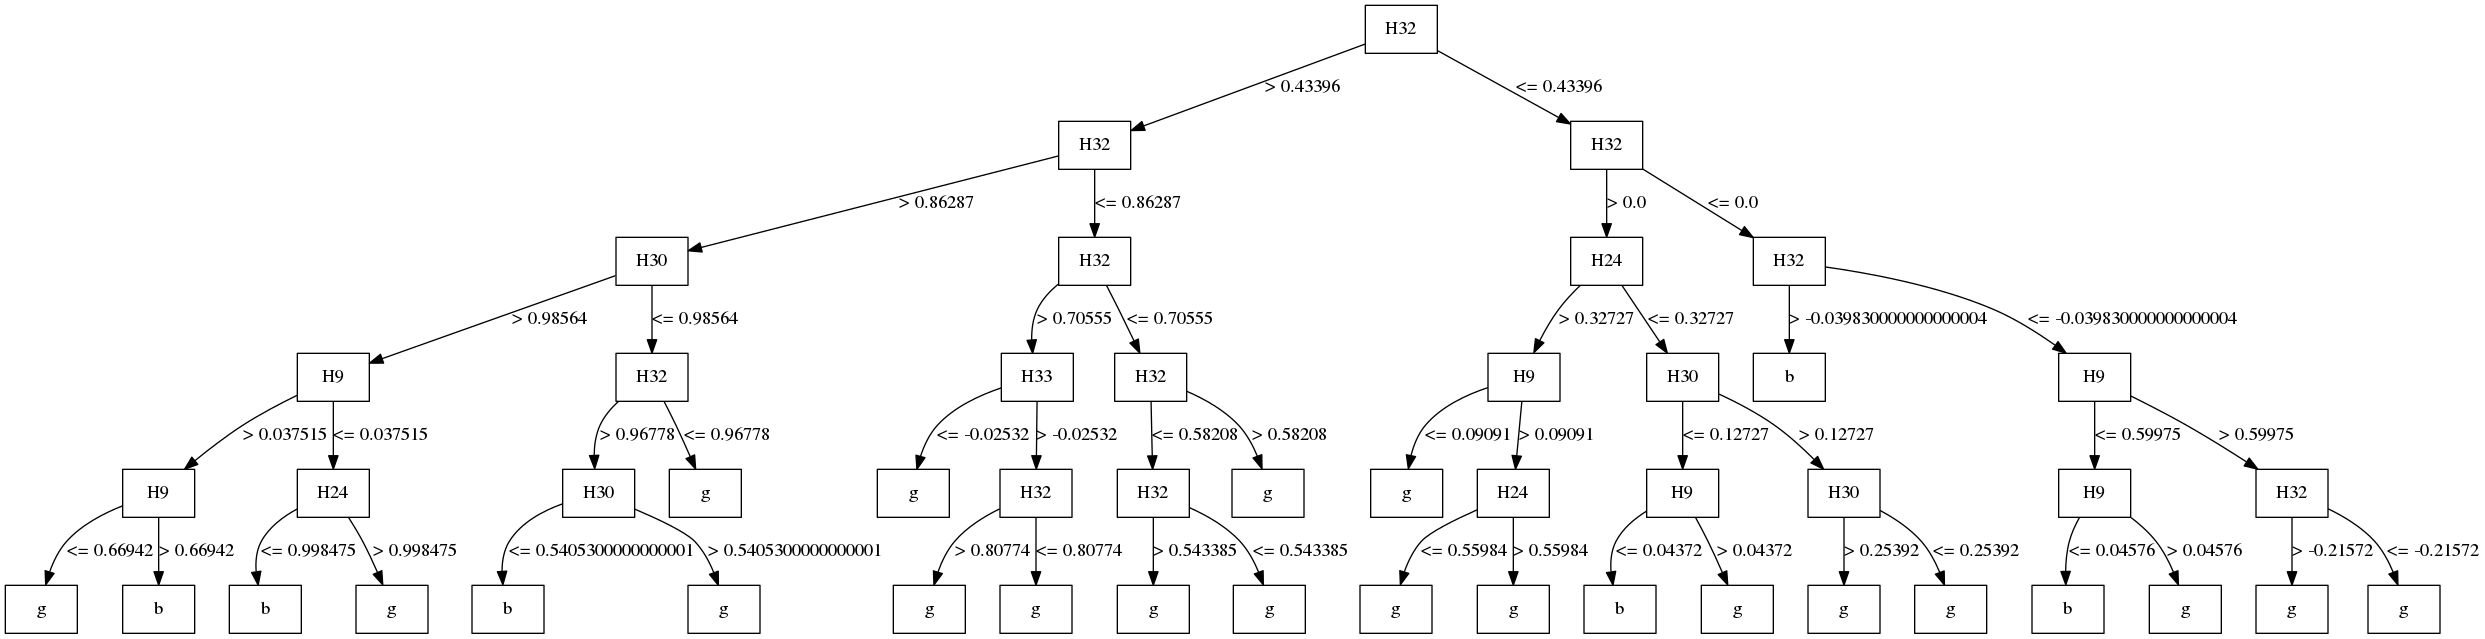 H32
> 0.43396
<= 0.43396
H32
H32
> 0.86287
<= 0.86287
> 0.0
<= 0.0
H30
H32
H24
H32
> 0.98564
<= 0.98564
> 0.70555
<= 0.70555
> 0.32727
<= 0.32727
> -0.039830000000000004
<= -0.039830000000000004
H9
H32
H33
H32
H9
H30
b
H9
> 0.037515
<= 0.037515
> 0.96778
<= 0.96778
<= -0.02532
> -0.02532
<= 0.58208
> 0.58208
<= 0.09091
> 0.09091
<= 0.12727
> 0.12727
<= 0.59975
> 0.59975
H9
H24
H30
g
g
H32
H32
g
g
H24
H9
H30
H9
H32
<= 0.66942
> 0.66942
<= 0.998475
> 0.998475
<= 0.5405300000000001
> 0.5405300000000001
> 0.80774
<= 0.80774
> 0.543385
<= 0.543385
<= 0.55984
> 0.55984
<= 0.04372
> 0.04372
> 0.25392
<= 0.25392
<= 0.04576
> 0.04576
> -0.21572
<= -0.21572
g
b
b
g
b
g
g
g
g
g
g
g
b
g
g
g
b
g
g
g